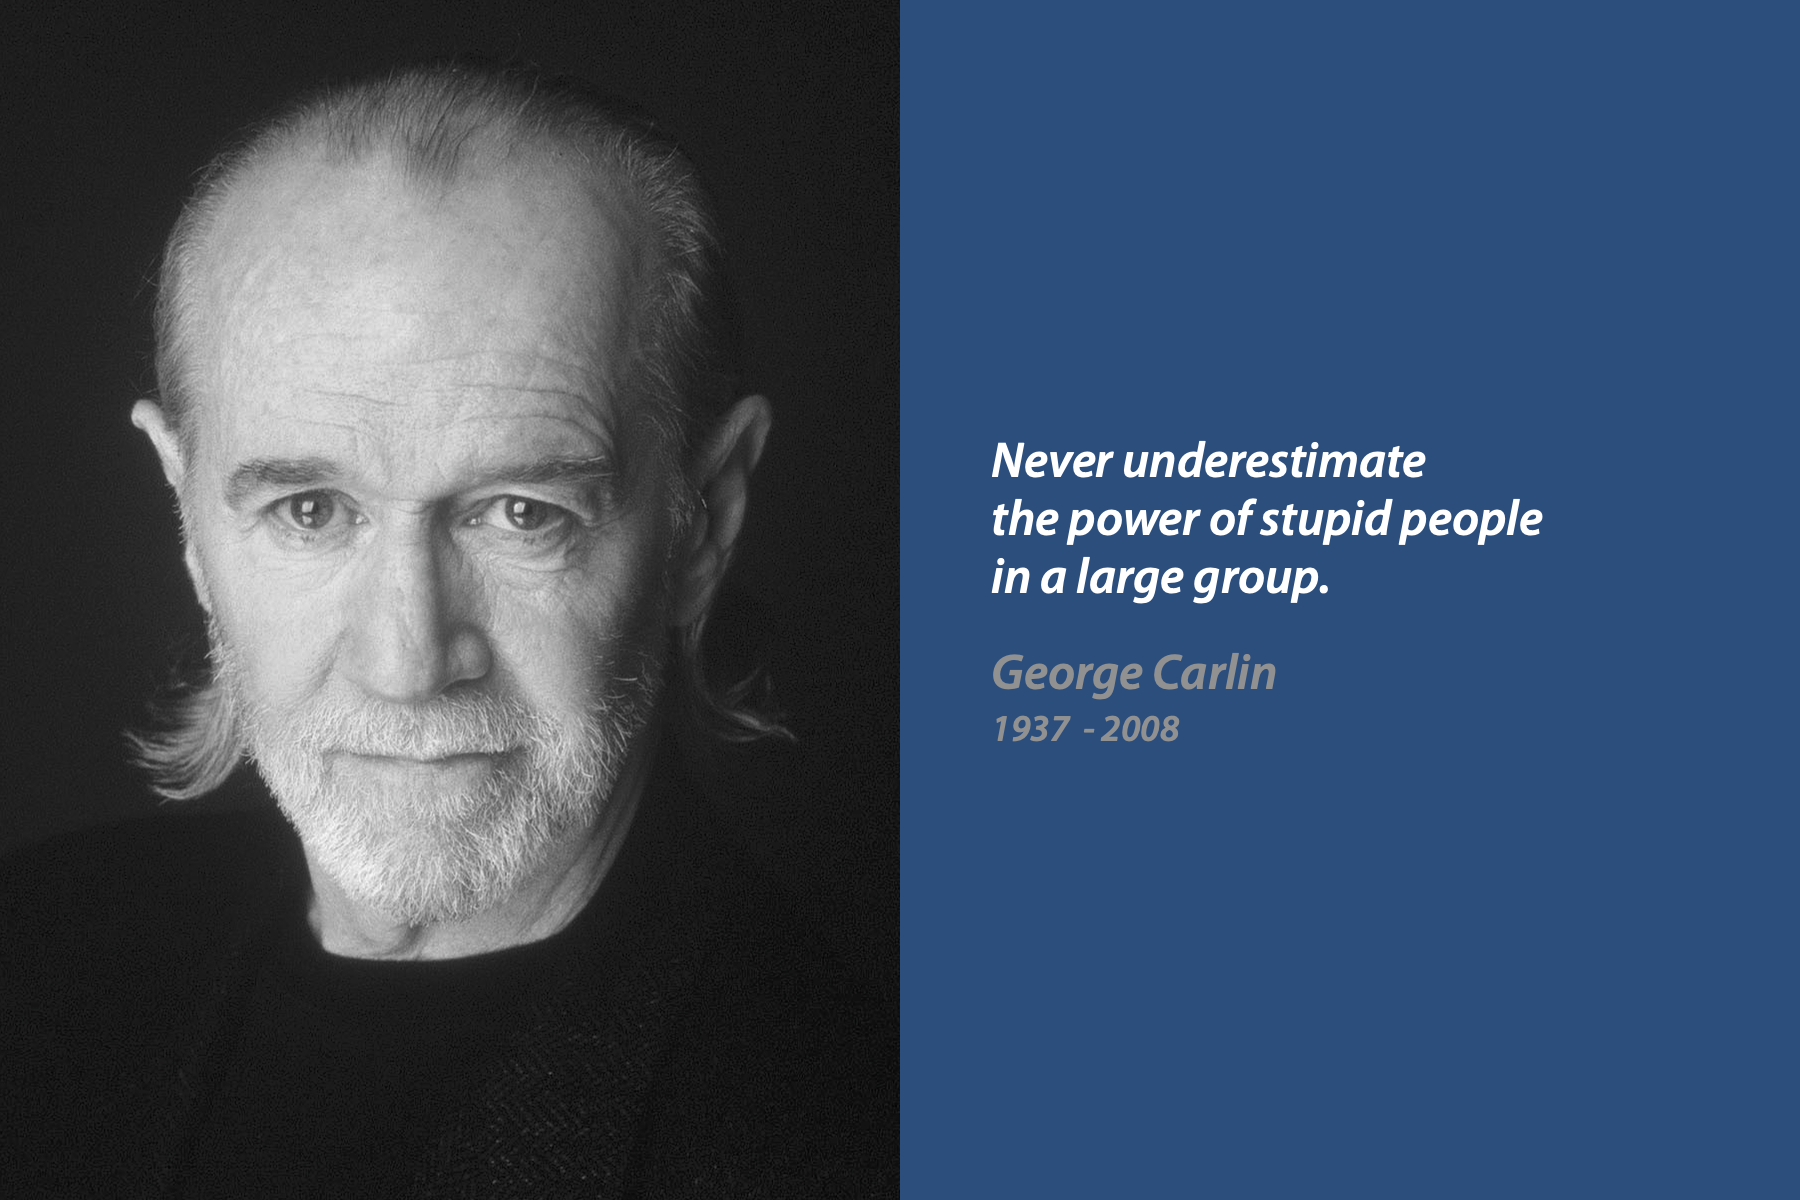 Never underestimate
the power of stupid people
in a large group.
George Carlin
1937 - 2008